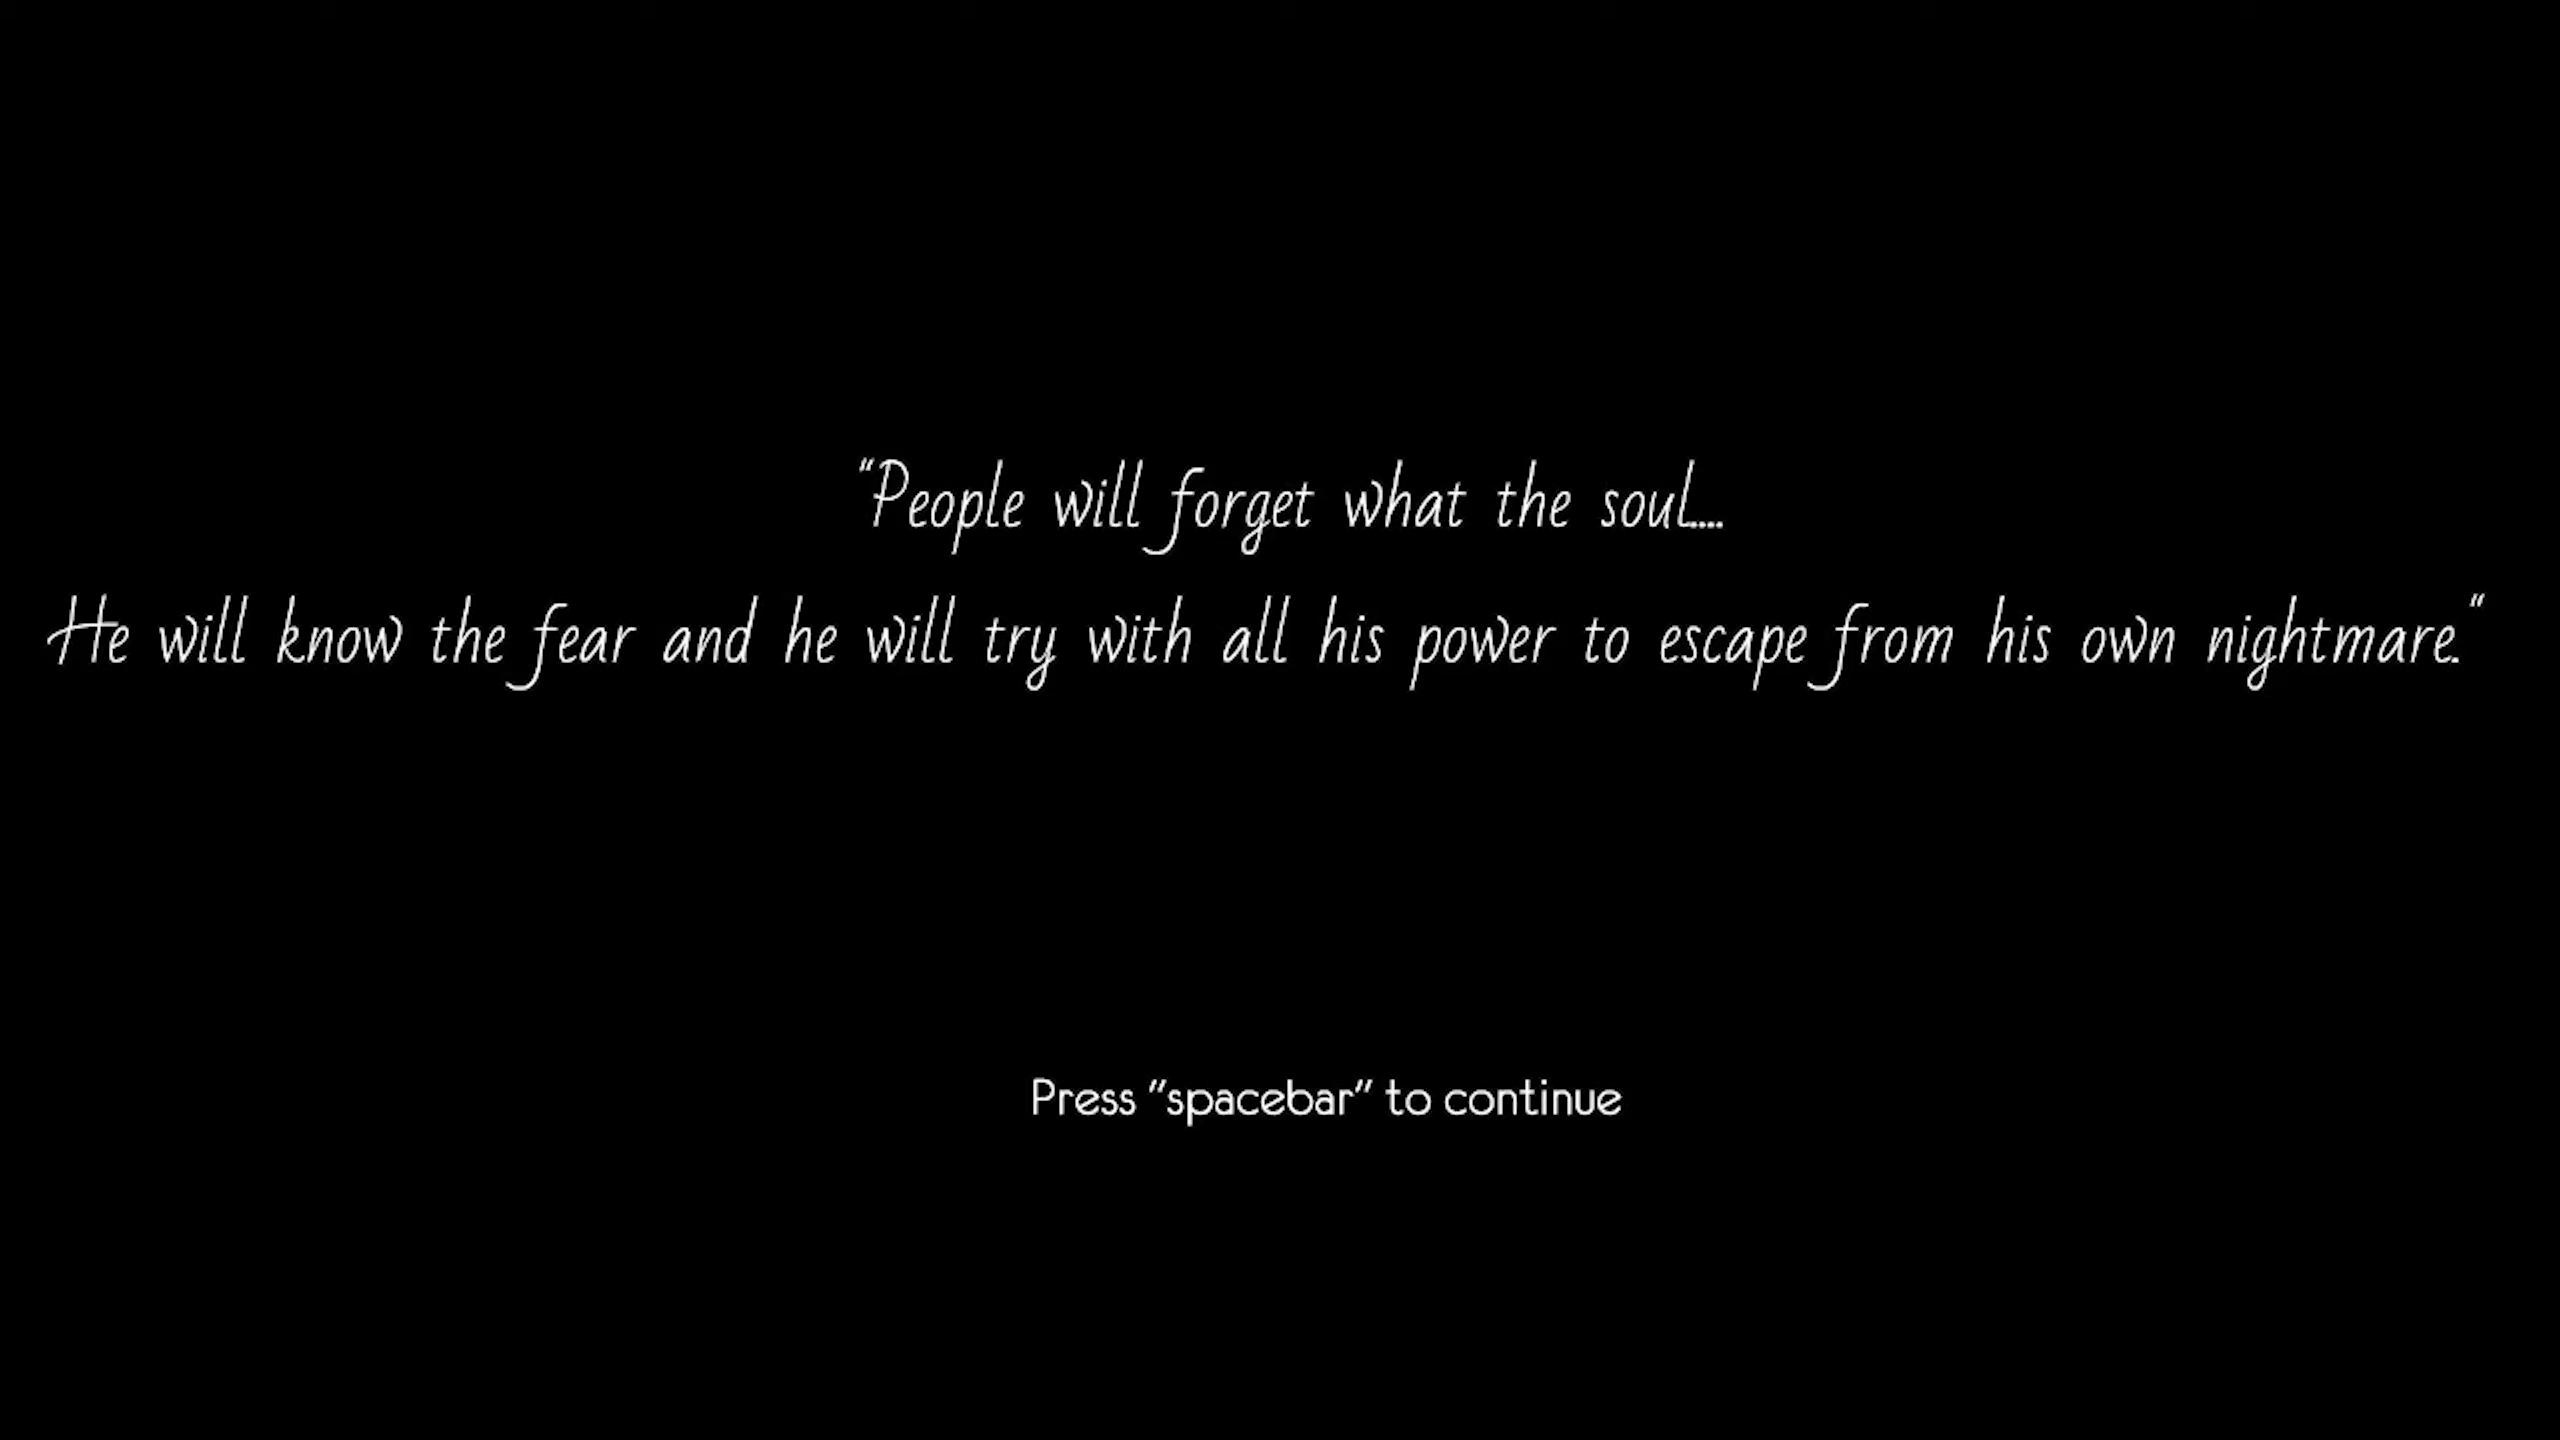 "People will forget what the soul....
He will know the fear and he will try with all his power to escape from his own nightmare."
Press "spacebar" to continue